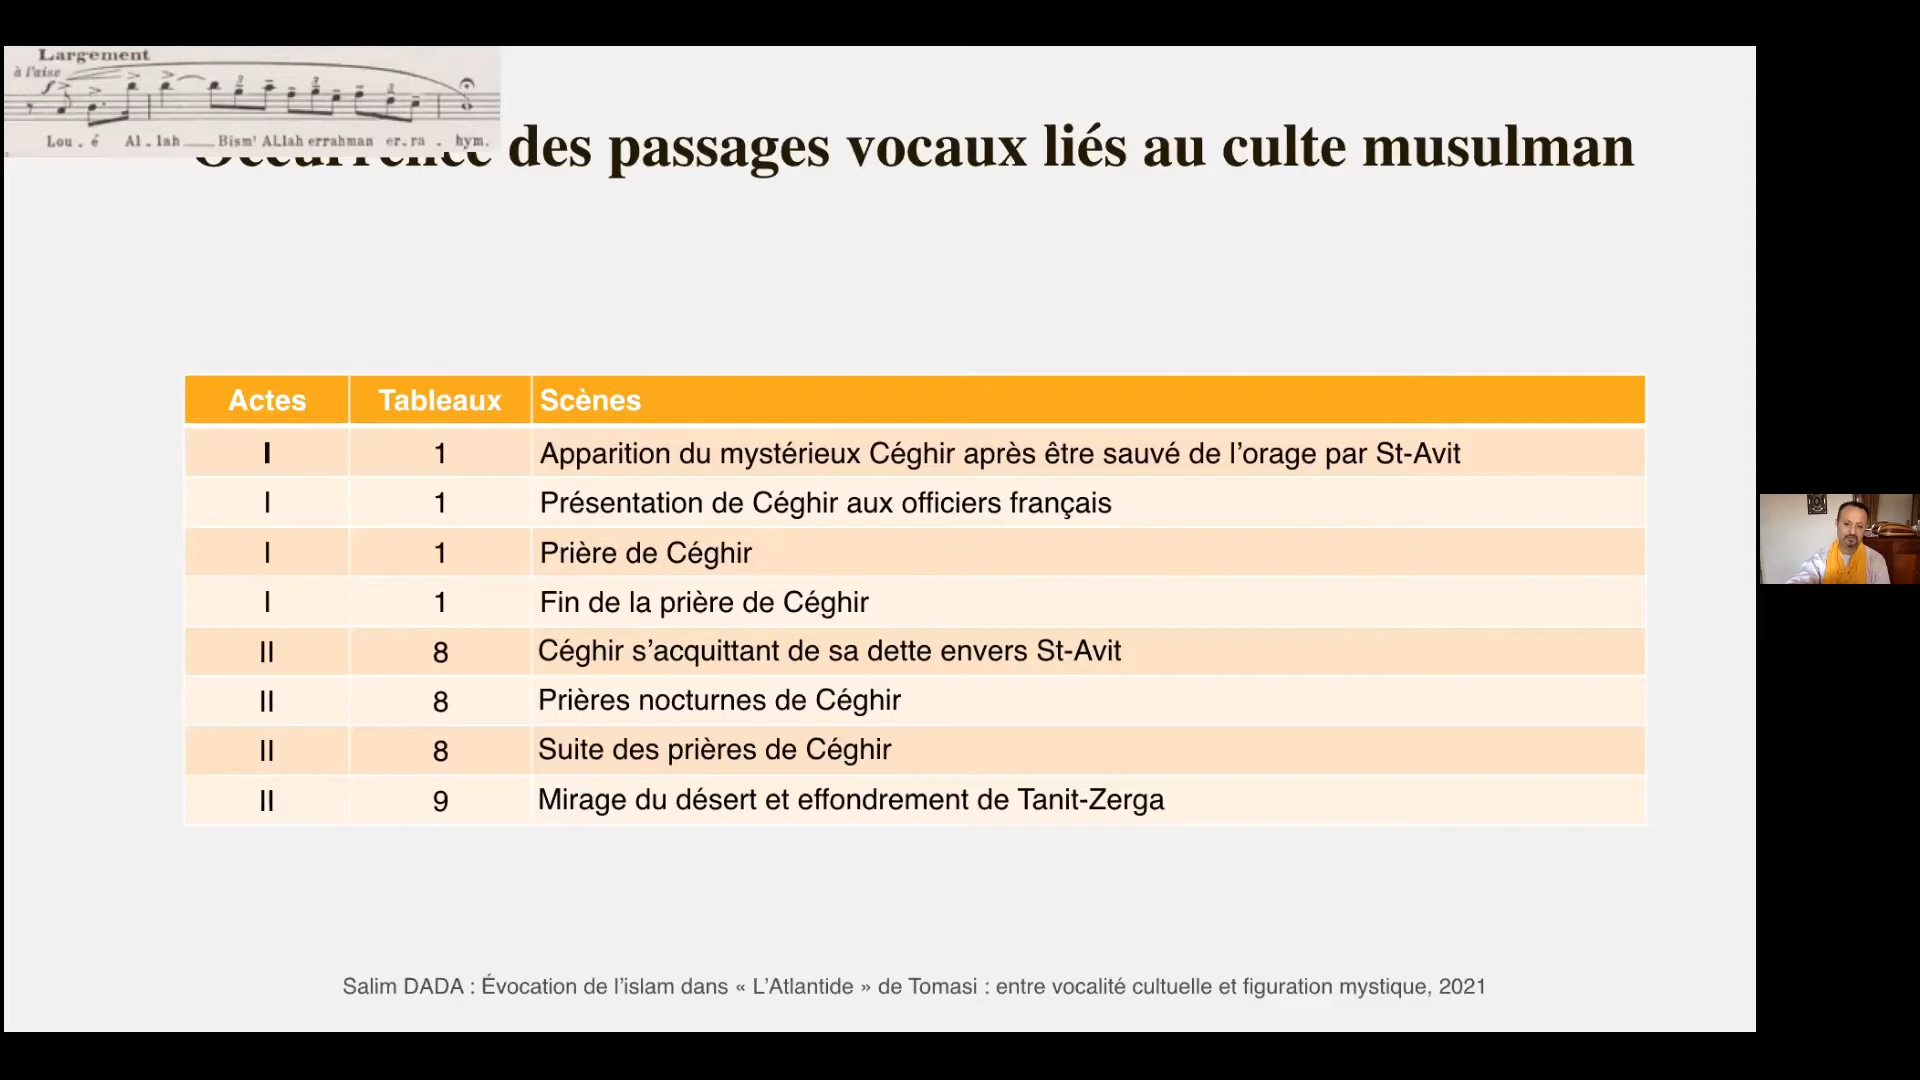 Largement
à l'aise
f
3 3 3
Lou . é Al . lah Bism' ALlah errahman er. ra . hym.
Occurrence des passages vocaux liés au culte musulman
Actes Tableaux Scènes
I 1 Apparition du mystérieux Céghir après être sauvé de l’orage par St-Avit
I 1 Présentation de Céghir aux officiers français
I 1 Prière de Céghir
I 1 Fin de la prière de Céghir
II 8 Céghir s’acquittant de sa dette envers St-Avit
II 8 Prières nocturnes de Céghir
II 8 Suite des prières de Céghir
II 9 Mirage du désert et effondrement de Tanit-Zerga
Salim DADA : Évocation de l’islam dans « L’Atlantide » de Tomasi : entre vocalité cultuelle et figuration mystique, 2021